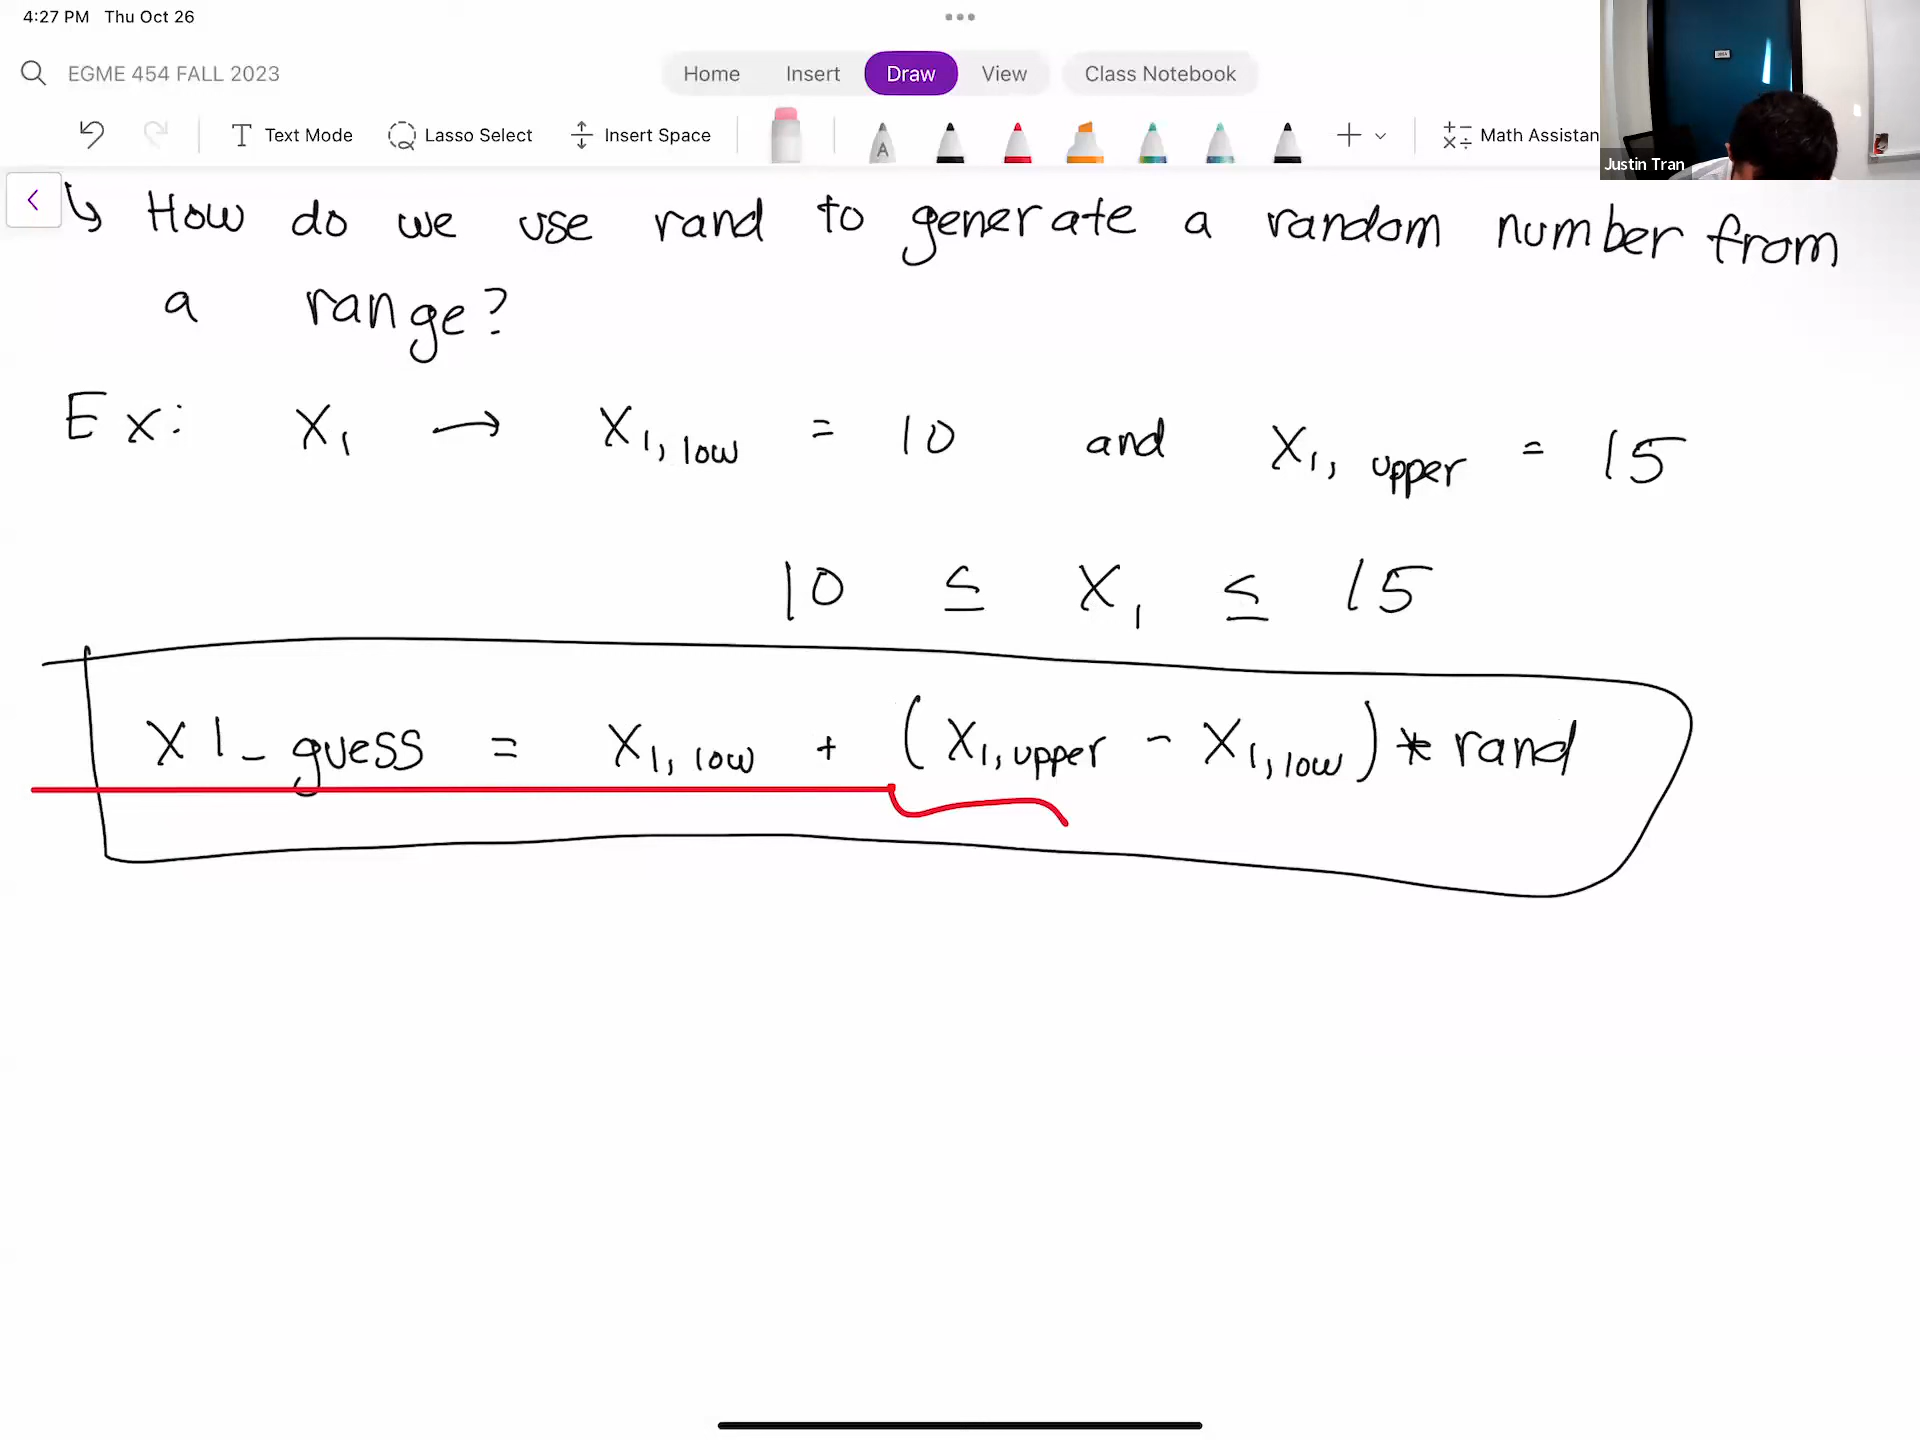 4:27 PM Thu Oct 26
EGME 454 FALL 2023
Home Insert Draw View Class Notebook
Text Mode Lasso Select Insert Space A Math Assistan
Justin Tran
↳ How do we use rand to generate a random number from
a range?
Ex: X₁ → X₁, low = 10 and X₁, upper = 15
10 ≤ X₁ ≤ 15
X1_guess = X₁, low + (X₁, upper - X₁, low) * rand